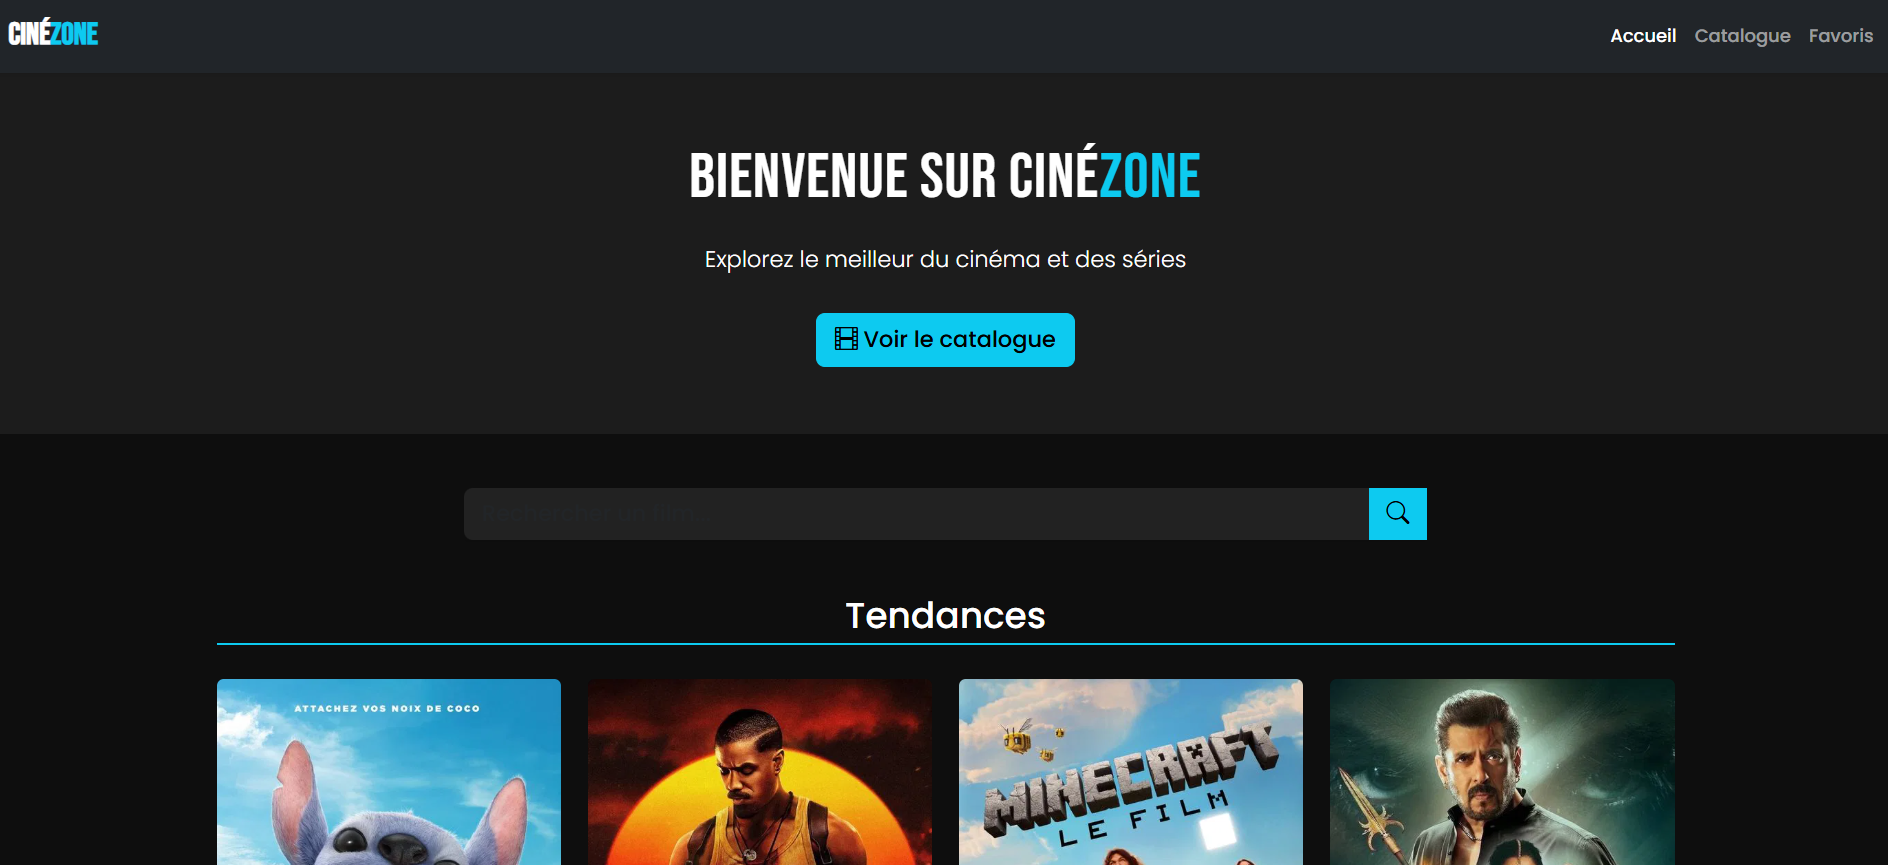 CINÉZONE
Accueil Catalogue Favoris
BIENVENUE SUR CINÉZONE
Explorez le meilleur du cinéma et des séries
Voir le catalogue
Rechercher un film...
Tendances
ATTACHEZ VOS NOIX DE COCO
MINECRAFT
LE FILM